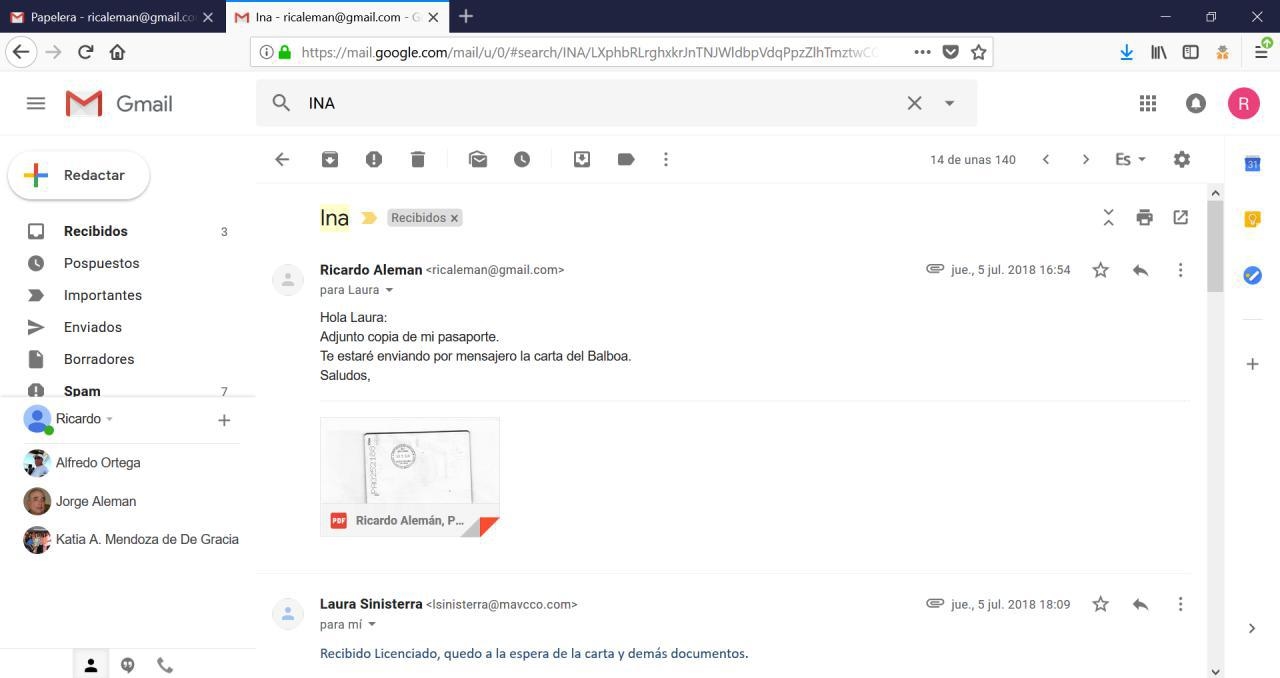 Papelera - ricaleman@gmail.co
Ina - ricaleman@gmail.com - G
https://mail.google.com/mail/u/0/#search/INA/LXphbRLrghxkrJnTNJWldbpVdqPpzZlhTmztwCC
Gmail
INA
R
Redactar
14 de unas 140
Es
31
Ina
Recibidos x
Recibidos 3
Pospuestos
Importantes
Enviados
Borradores
Spam 7
Ricardo
Alfredo Ortega
Jorge Aleman
Katia A. Mendoza de De Gracia
Ricardo Aleman <ricaleman@gmail.com>
jue., 5 jul. 2018 16:54
para Laura
Hola Laura:
Adjunto copia de mi pasaporte.
Te estaré enviando por mensajero la carta del Balboa.
Saludos,
PDF Ricardo Alemán, P...
Laura Sinisterra <lsinisterra@mavcco.com>
jue., 5 jul. 2018 18:09
para mí
Recibido Licenciado, quedo a la espera de la carta y demás documentos.